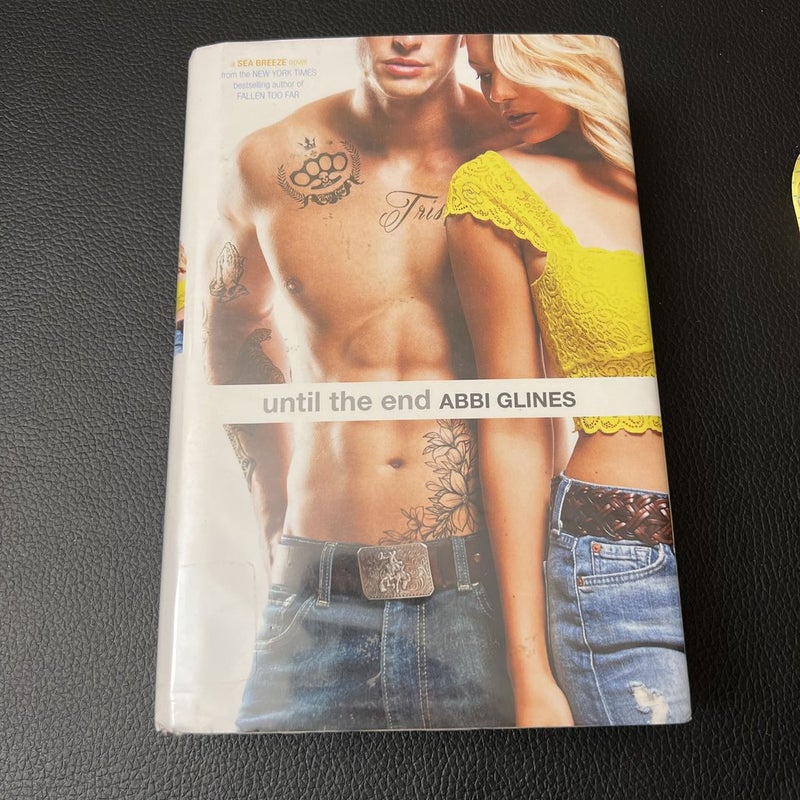 a SEA BREEZE novel
from the NEW YORK TIMES
bestselling author of
FALLEN TOO FAR
Tris
until the end ABBI GLINES